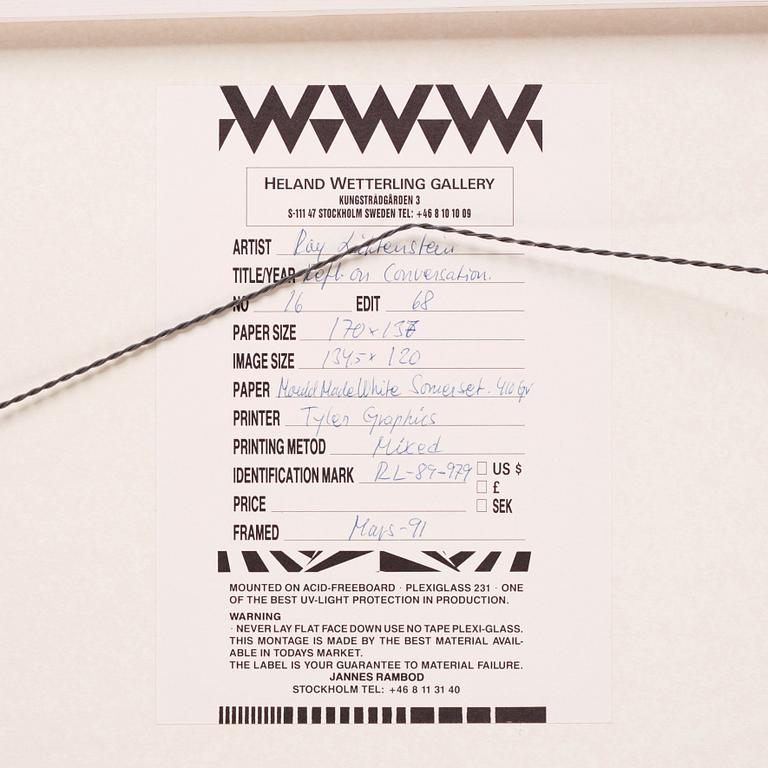 WWW
HELAND WETTERLING GALLERY
KUNGSTRÄDGÅRDEN 3
S-111 47 STOCKHOLM SWEDEN TEL: +46 8 10 10 09
ARTIST Roy Lichtenstein
TITLE/YEAR on Conversation.
NO 16 EDIT 68
PAPER SIZE 170 x 137
IMAGE SIZE 134,5 x 120
PAPER Mould Made White Somerset. 410 gr
PRINTER Tyler Graphics
PRINTING METOD Mixed
IDENTIFICATION MARK RL-89-979 US $
£
PRICE SEK
FRAMED Mars-91
MOUNTED ON ACID-FREEBOARD · PLEXIGLASS 231 · ONE
OF THE BEST UV-LIGHT PROTECTION IN PRODUCTION.
WARNING
· NEVER LAY FLAT FACE DOWN USE NO TAPE PLEXI-GLASS.
THIS MONTAGE IS MADE BY THE BEST MATERIAL AVAIL-
ABLE IN TODAYS MARKET.
THE LABEL IS YOUR GUARANTEE TO MATERIAL FAILURE.
JANNES RAMBOD
STOCKHOLM TEL: +46 8 11 31 40